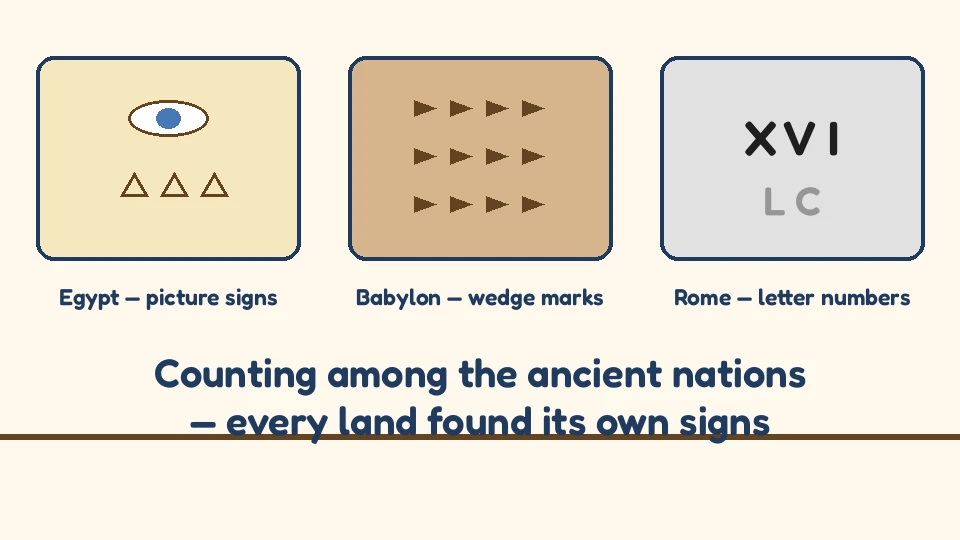 XVI
LC
Egypt — picture signs
Babylon — wedge marks
Rome — letter numbers
Counting among the ancient nations
— every land found its own signs